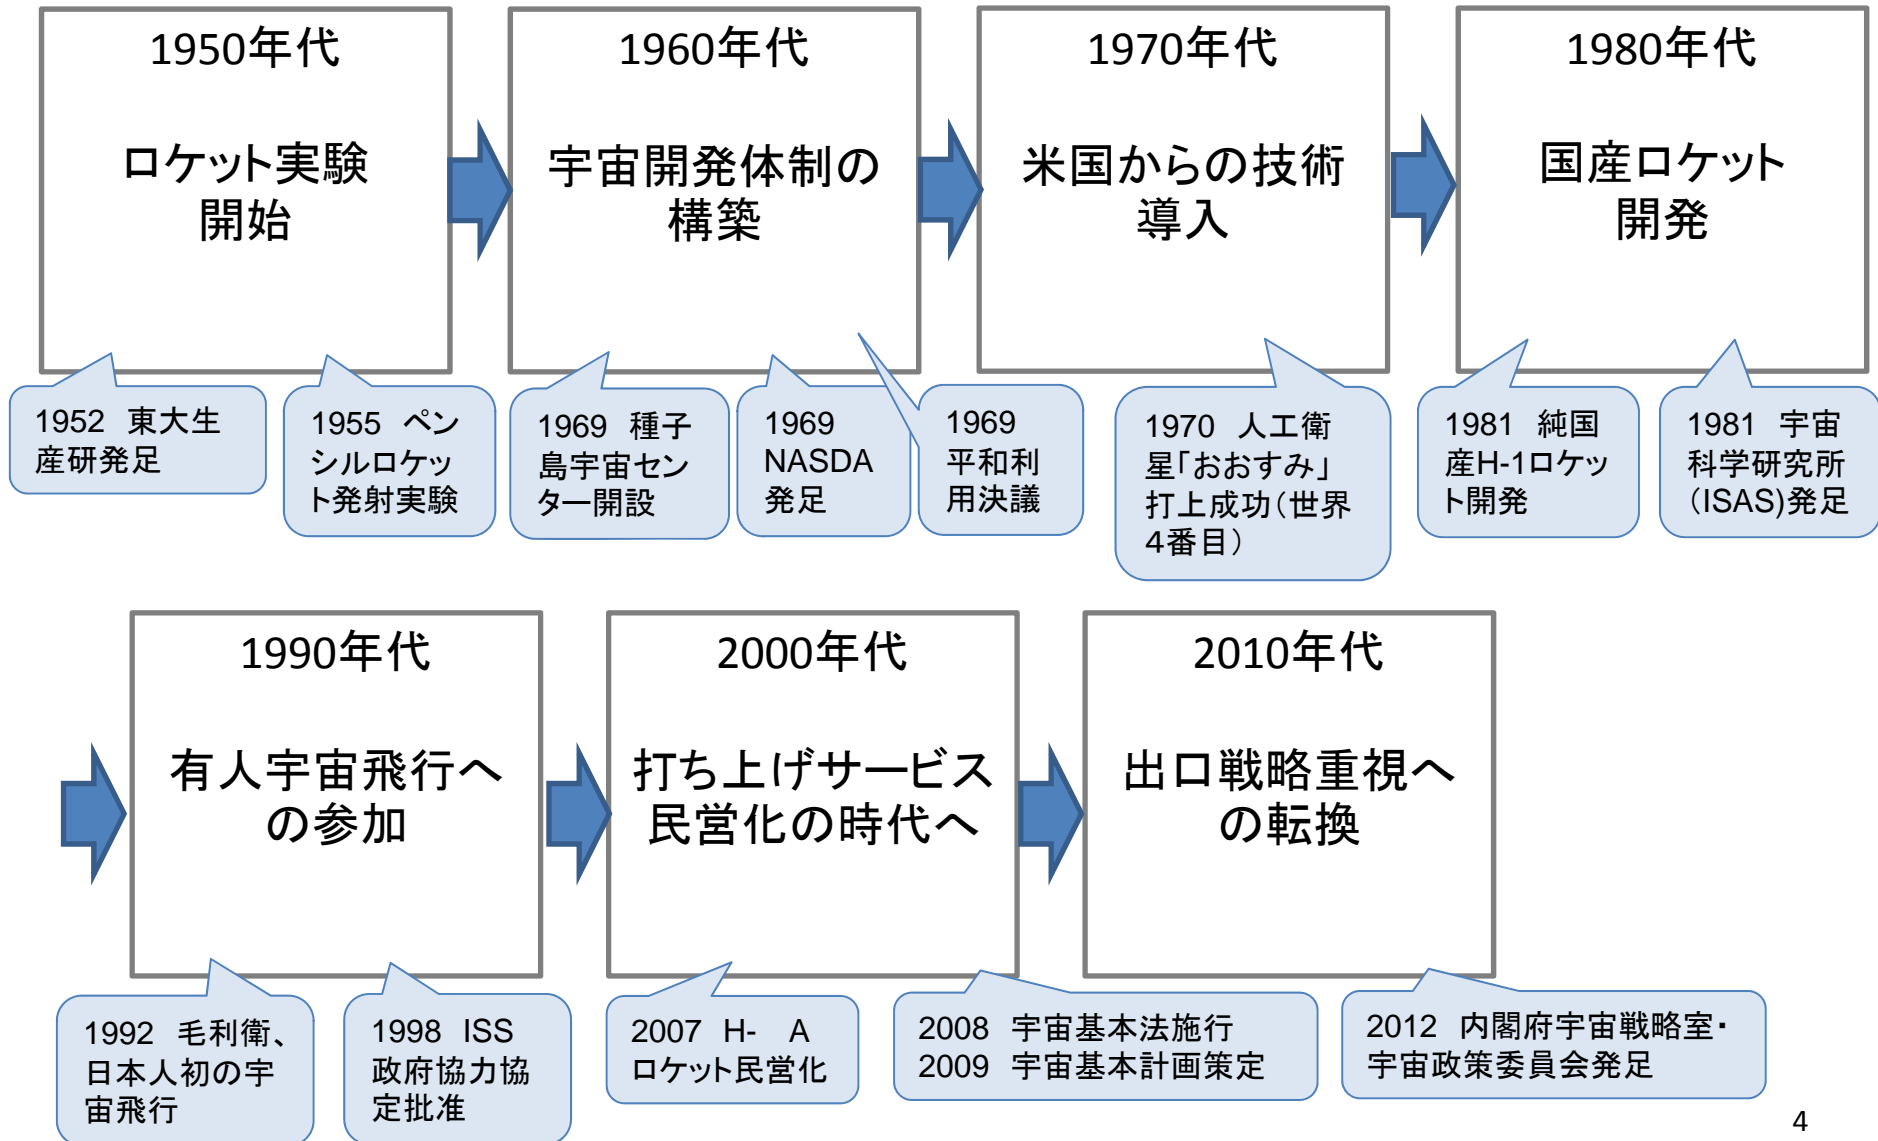 1950年代
ロケット実験
開始
1952 東大生
産研発足
1955 ペン
シルロケッ
ト発射実験
1960年代
宇宙開発体制の
構築
1969 種子
島宇宙セン
ター開設
1969
NASDA
発足
1969
平和利
用決議
1970年代
米国からの技術
導入
1970 人工衛
星「おおすみ」
打上成功(世界
4番目)
1980年代
国産ロケット
開発
1981 純国
産H-1ロケッ
ト開発
1981 宇宙
科学研究所
(ISAS)発足
1990年代
有人宇宙飛行へ
の参加
1992 毛利衛、
日本人初の宇
宙飛行
1998 ISS
政府協力協
定批准
2000年代
打ち上げサービス
民営化の時代へ
2007 H- A
ロケット民営化
2008 宇宙基本法施行
2009 宇宙基本計画策定
2010年代
出口戦略重視へ
の転換
2012 内閣府宇宙戦略室・
宇宙政策委員会発足
4